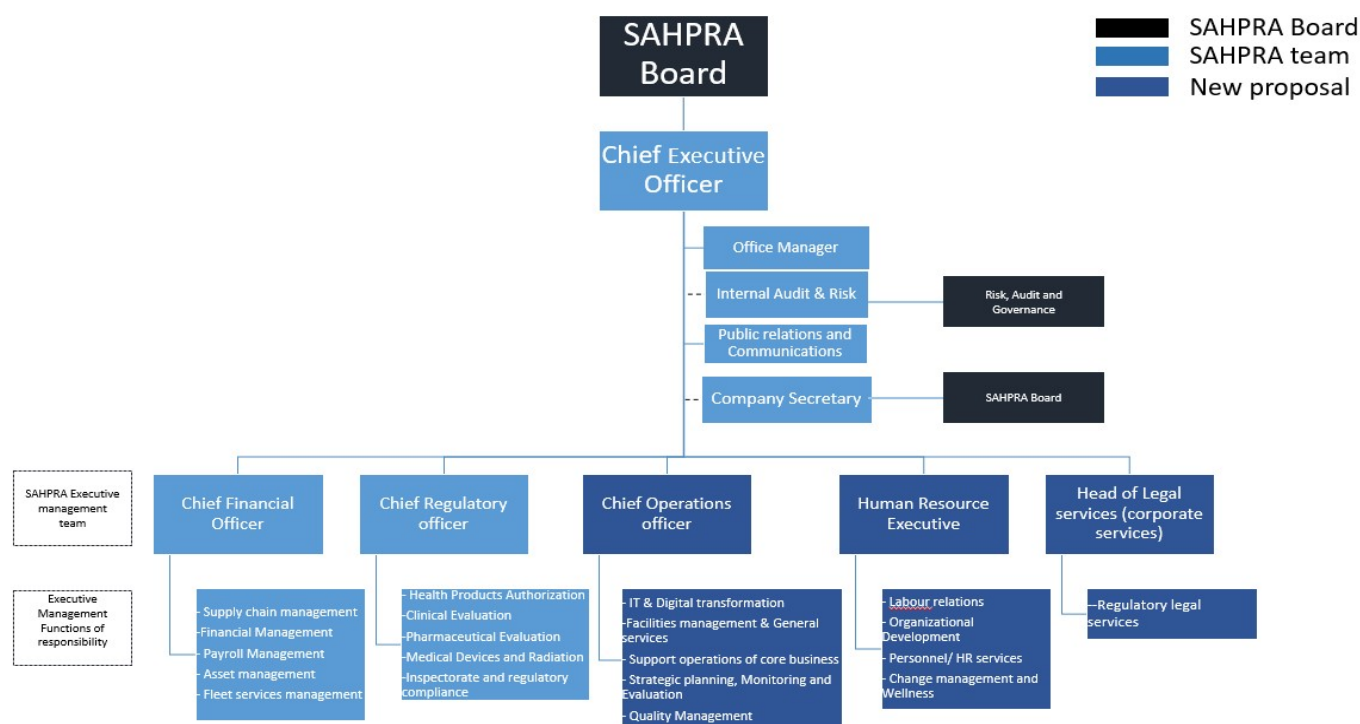 SAHPRA
Board
SAHPRA Board
SAHPRA team
New proposal
Chief Executive
Officer
Office Manager
Internal Audit & Risk
Risk, Audit and
Governance
Public relations and
Communications
Company Secretary
SAHPRA Board
SAHPRA Executive
management
team
Chief Financial
Officer
Chief Regulatory
officer
Chief Operations
officer
Human Resource
Executive
Head of Legal
services (corporate
services)
Executive
Management
Functions of
responsibility
- Supply chain management
-Financial Management
- Payroll Management
- Asset management
- Fleet services management
- Health Products Authorization
-Clinical Evaluation
-Pharmaceutical Evaluation
-Medical Devices and Radiation
-Inspectorate and regulatory
compliance
- IT & Digital transformation
-Facilities management & General
services
- Support operations of core business
- Strategic planning, Monitoring and
Evaluation
- Quality Management
- Labour relations
- Organizational
Development
- Personnel/ HR services
- Change management and
Wellness
--Regulatory legal
services